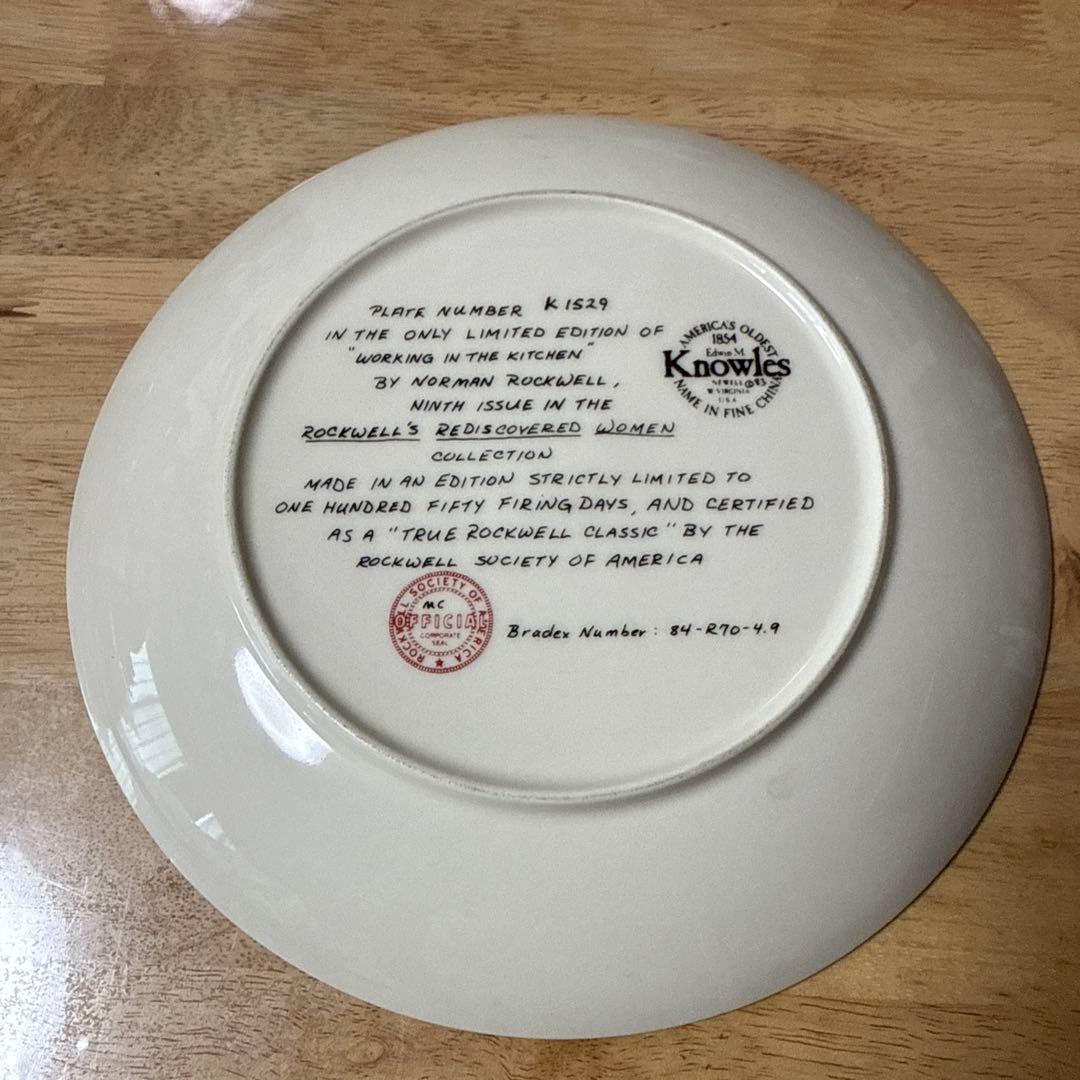 PLATE NUMBER K1529
IN THE ONLY LIMITED EDITION OF
"WORKING IN THE KITCHEN"
BY NORMAN ROCKWELL,
NINTH ISSUE IN THE
ROCKWELL'S REDISCOVERED WOMEN
COLLECTION
MADE IN AN EDITION STRICTLY LIMITED TO
ONE HUNDRED FIFTY FIRING DAYS, AND CERTIFIED
AS A "TRUE ROCKWELL CLASSIC" BY THE
ROCKWELL SOCIETY OF AMERICA
AMERICA'S OLDEST
1854
Edwin M.
Knowles
NEWELL ©83
W. VIRGINIA
U.S.A.
NAME IN FINE CHINA
ROCKWELL SOCIETY OF AMERICA
MC
OFFICIAL
CORPORATE
SEAL
Bradex Number: 84-R70-4.9